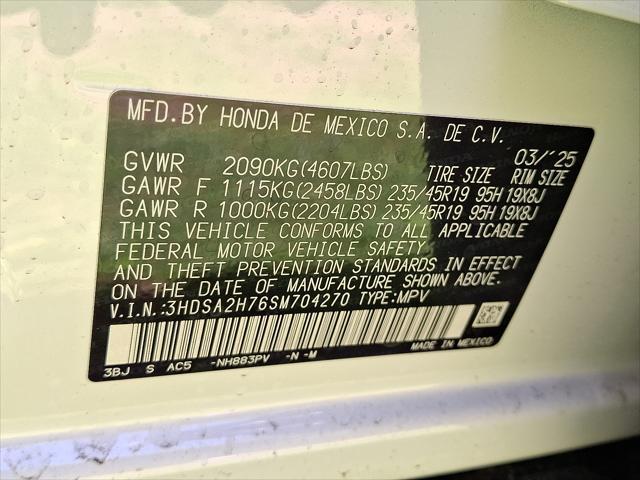 MFD.BY HONDA DE MEXICO S.A. DE C.V.
03/'25
GVWR 2090KG(4607LBS) TIRE SIZE RIM SIZE
GAWR F 1115KG(2458LBS) 235/45R19 95H 19X8J
GAWR R 1000KG(2204LBS) 235/45R19 95H 19X8J
THIS VEHICLE CONFORMS TO ALL APPLICABLE
FEDERAL MOTOR VEHICLE SAFETY
AND THEFT PREVENTION STANDARDS IN EFFECT
ON THE DATE OF MANUFACTURE SHOWN ABOVE.
V.I.N.:3HDSA2H76SM704270 TYPE:MPV
MADE IN MEXICO
3BJ S AC5 -NH883PV -N -M